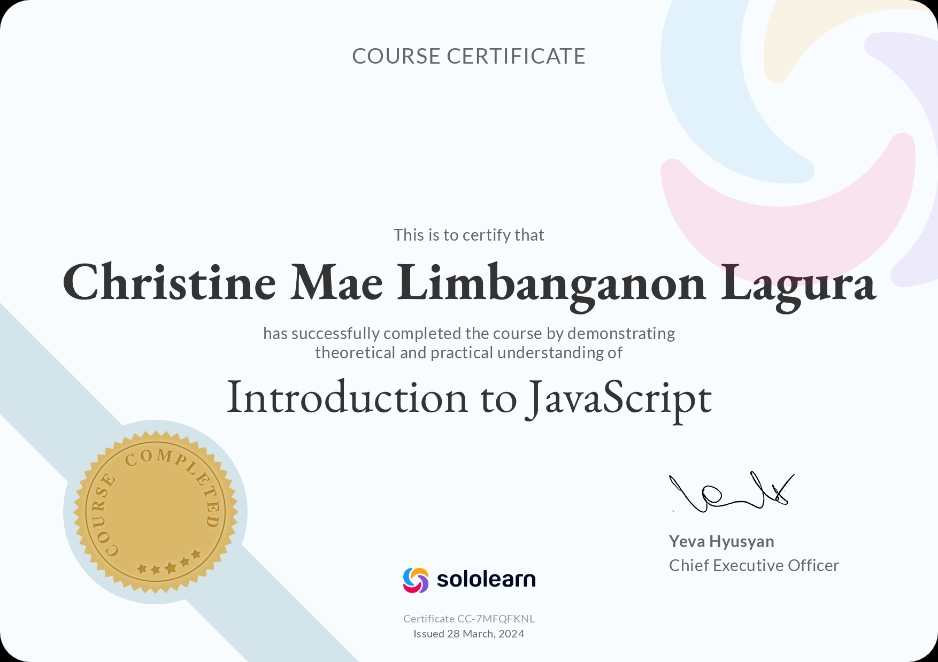 COURSE CERTIFICATE
This is to certify that
Christine Mae Limbanganon Lagura
has successfully completed the course by demonstrating
theoretical and practical understanding of
Introduction to JavaScript
COURSE COMPLETED
Yeva Hyusyan
Chief Executive Officer
sololearn
Certificate CC-7MFQFKNL
Issued 28 March, 2024